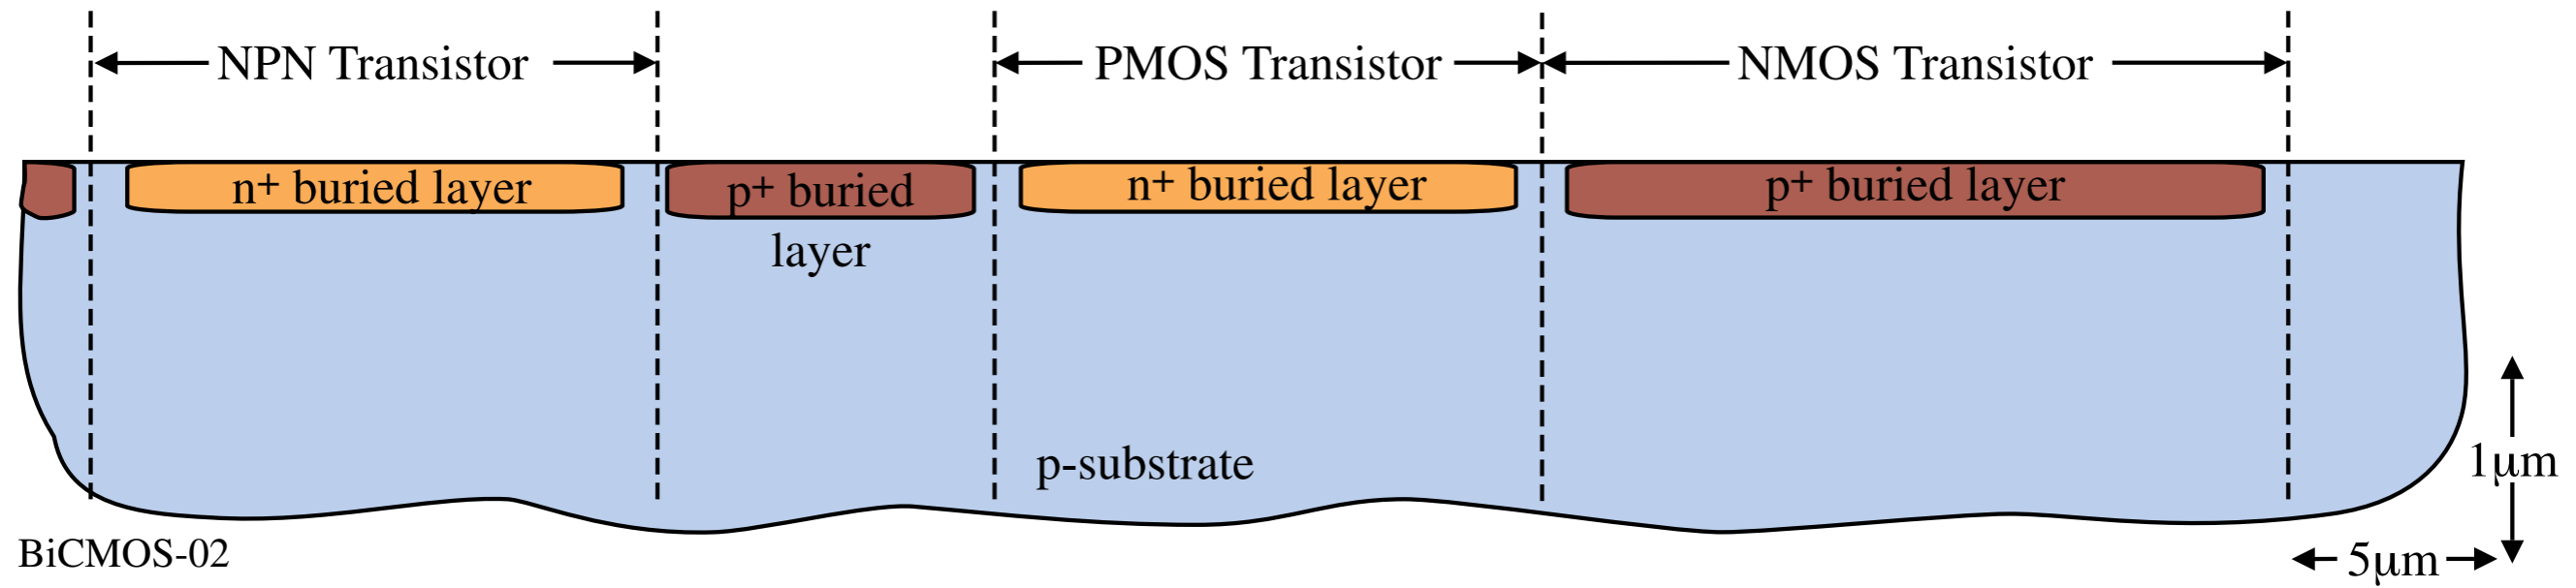 NPN Transistor
PMOS Transistor
NMOS Transistor
n+ buried layer
p+ buried
layer
n+ buried layer
p+ buried layer
p-substrate
1μm
BiCMOS-02
5μm